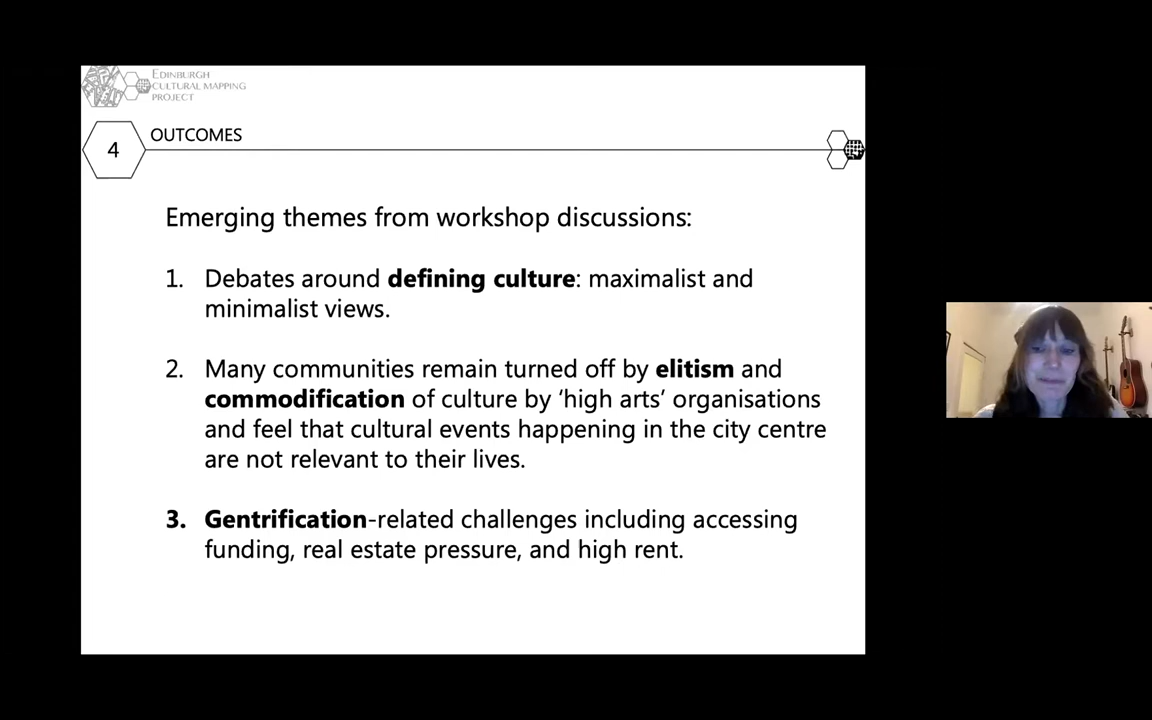 EDINBURGH
CULTURAL MAPPING
PROJECT
4
OUTCOMES
Emerging themes from workshop discussions:
1. Debates around defining culture: maximalist and
minimalist views.
2. Many communities remain turned off by elitism and
commodification of culture by ‘high arts’ organisations
and feel that cultural events happening in the city centre
are not relevant to their lives.
3. Gentrification-related challenges including accessing
funding, real estate pressure, and high rent.